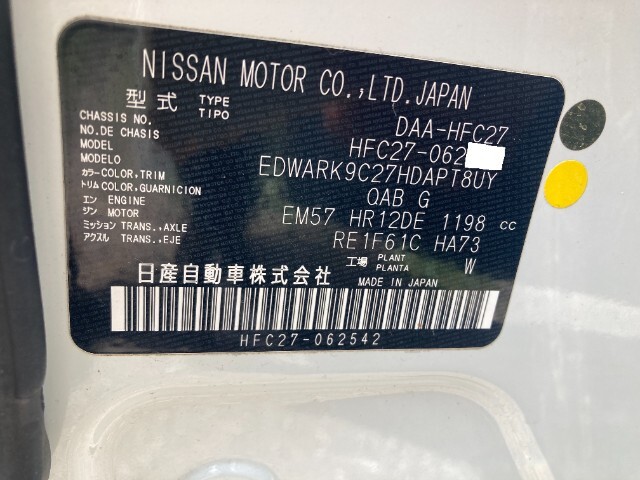 NISSAN MOTOR CO.,LTD.JAPAN
型式 TYPE TIPO DAA-HFC27
CHASSIS NO. NO.DE CHASIS HFC27-062
MODEL MODELO EDWARK9C27HDAPT8UY
カラー COLOR,TRIM トリム COLOR,GUARNICION QAB G
エン ENGINE ジン MOTOR EM57 HR12DE 1198 cc
ミッション TRANS.,AXLE アクスル TRANS.,EJE RE1F61C HA73
工場 PLANT PLANTA W
日産自動車株式会社 MADE IN JAPAN
HFC27-062542